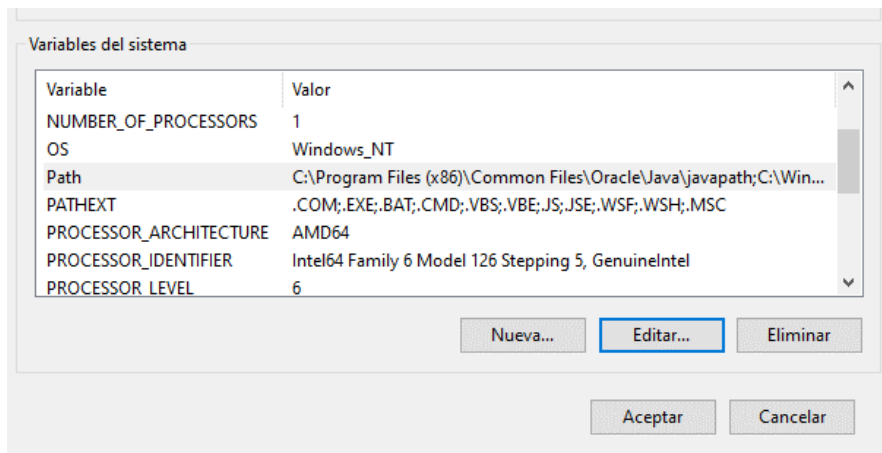 Variables del sistema
Variable Valor
NUMBER_OF_PROCESSORS 1
OS Windows_NT
Path C:\Program Files (x86)\Common Files\Oracle\Java\javapath;C:\Win...
PATHEXT .COM;.EXE;.BAT;.CMD;.VBS;.VBE;.JS;.JSE;.WSF;.WSH;.MSC
PROCESSOR_ARCHITECTURE AMD64
PROCESSOR_IDENTIFIER Intel64 Family 6 Model 126 Stepping 5, GenuineIntel
PROCESSOR_LEVEL 6
Nueva... Editar... Eliminar
Aceptar Cancelar